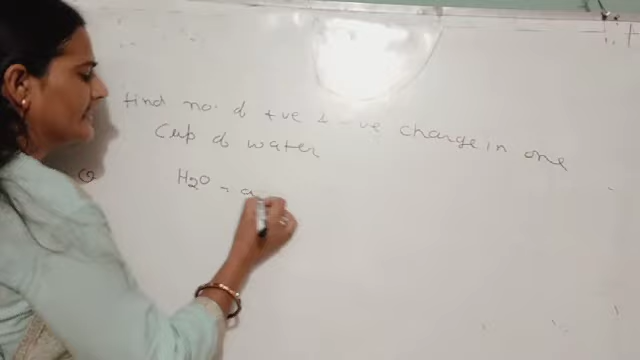 Find no. of +ve & -ve charge in one
Cup of water
H2O =